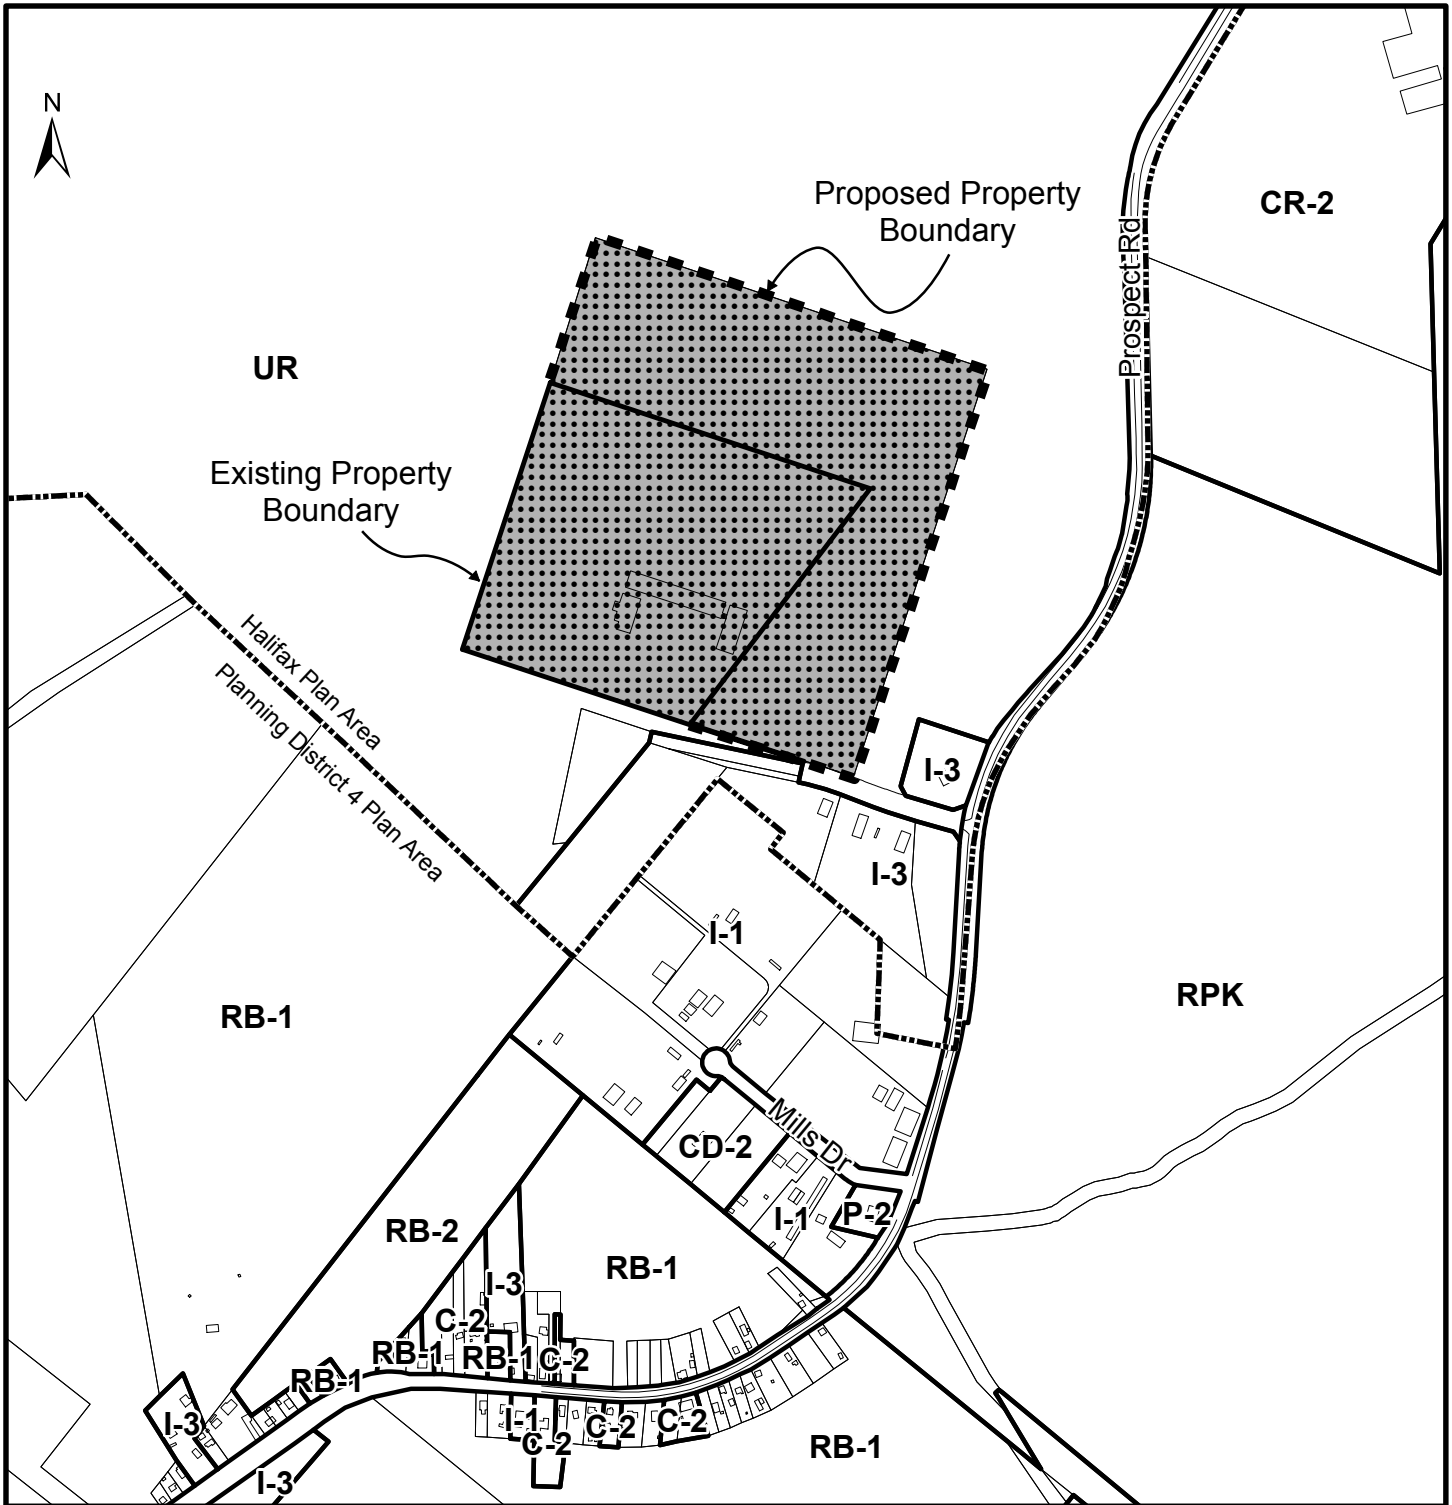 N
Proposed Property
Boundary
CR-2
Prospect Rd
UR
Existing Property
Boundary
Halifax Plan Area
Planning District 4 Plan Area
I-3
I-3
I-1
RPK
RB-1
Mills Dr
CD-2
I-1
P-2
RB-2
RB-1
I-3
C-2
RB-1
RB-1
C-2
RB-1
I-3
I-1
C-2
C-2
C-2
RB-1
I-3